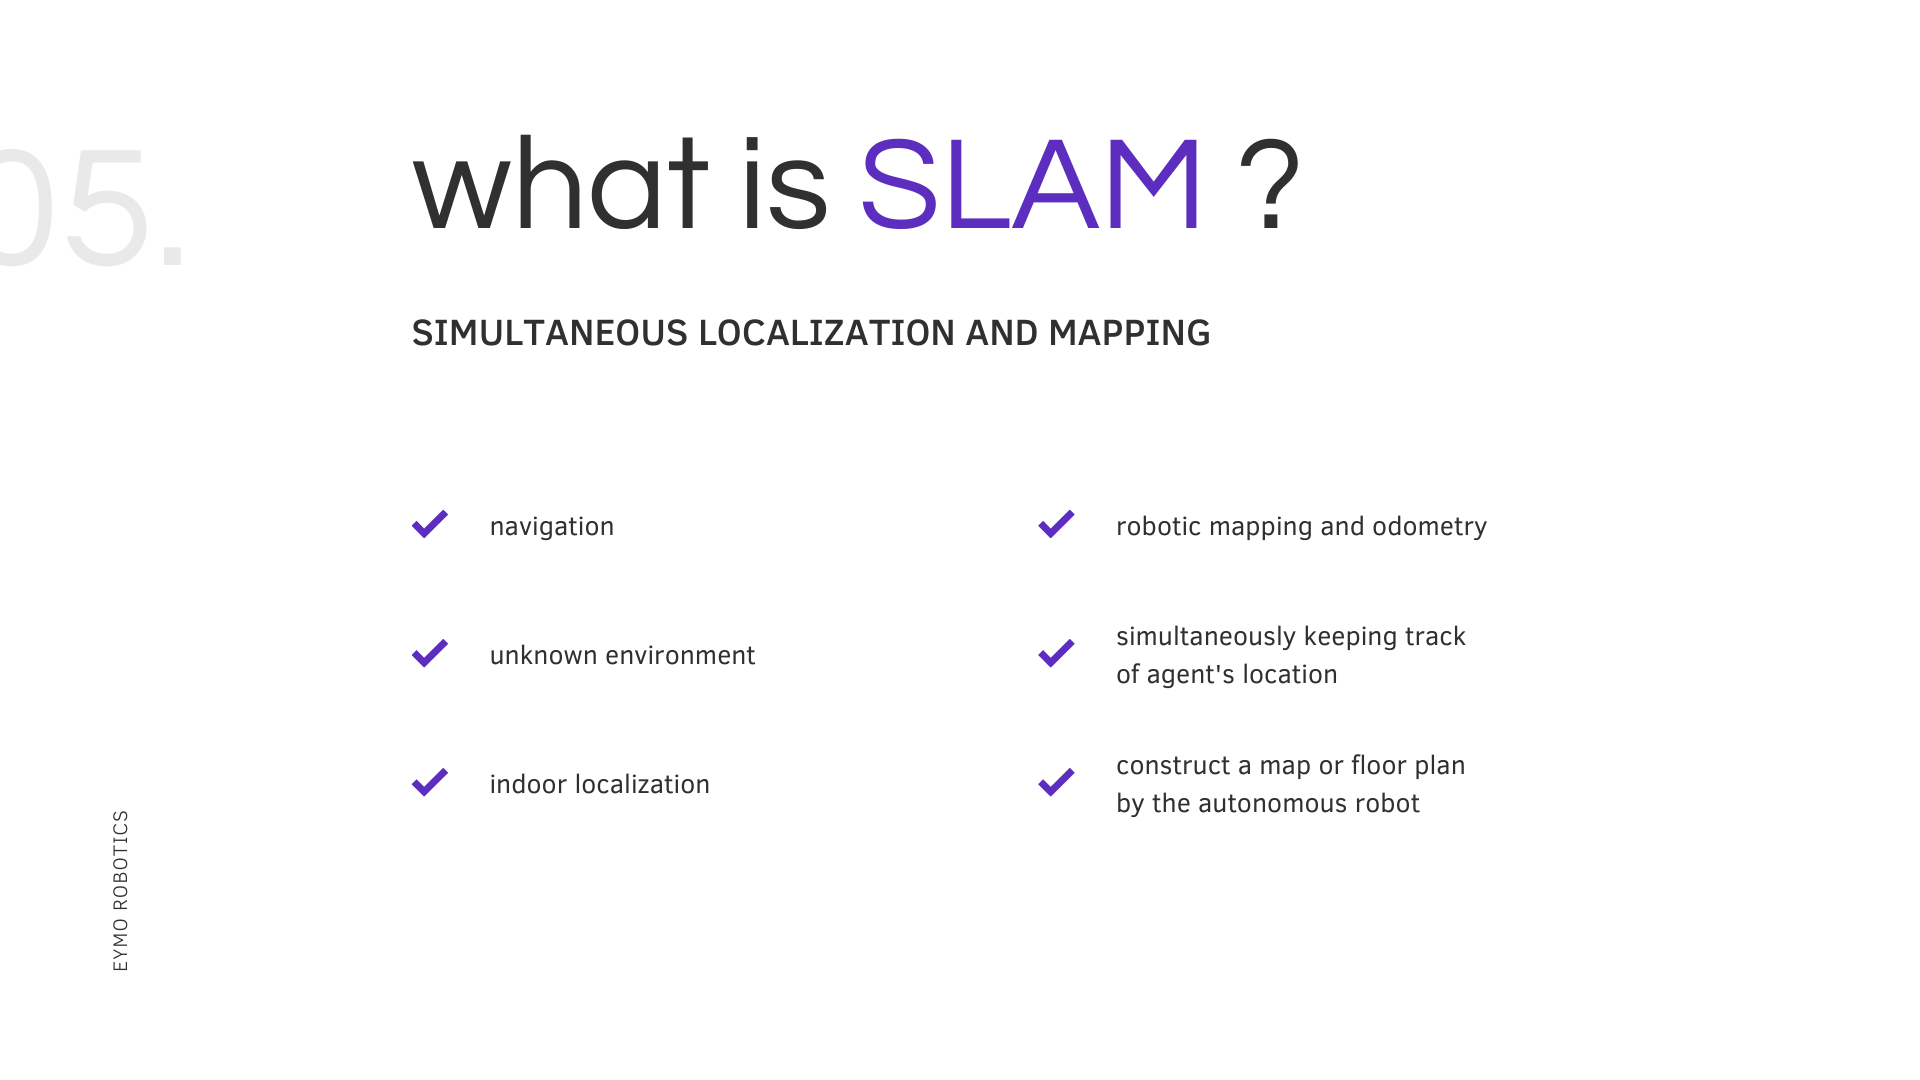 05.
what is SLAM ?
SIMULTANEOUS LOCALIZATION AND MAPPING
navigation
unknown environment
indoor localization
robotic mapping and odometry
simultaneously keeping track
of agent's location
construct a map or floor plan
by the autonomous robot
EYMO ROBOTICS